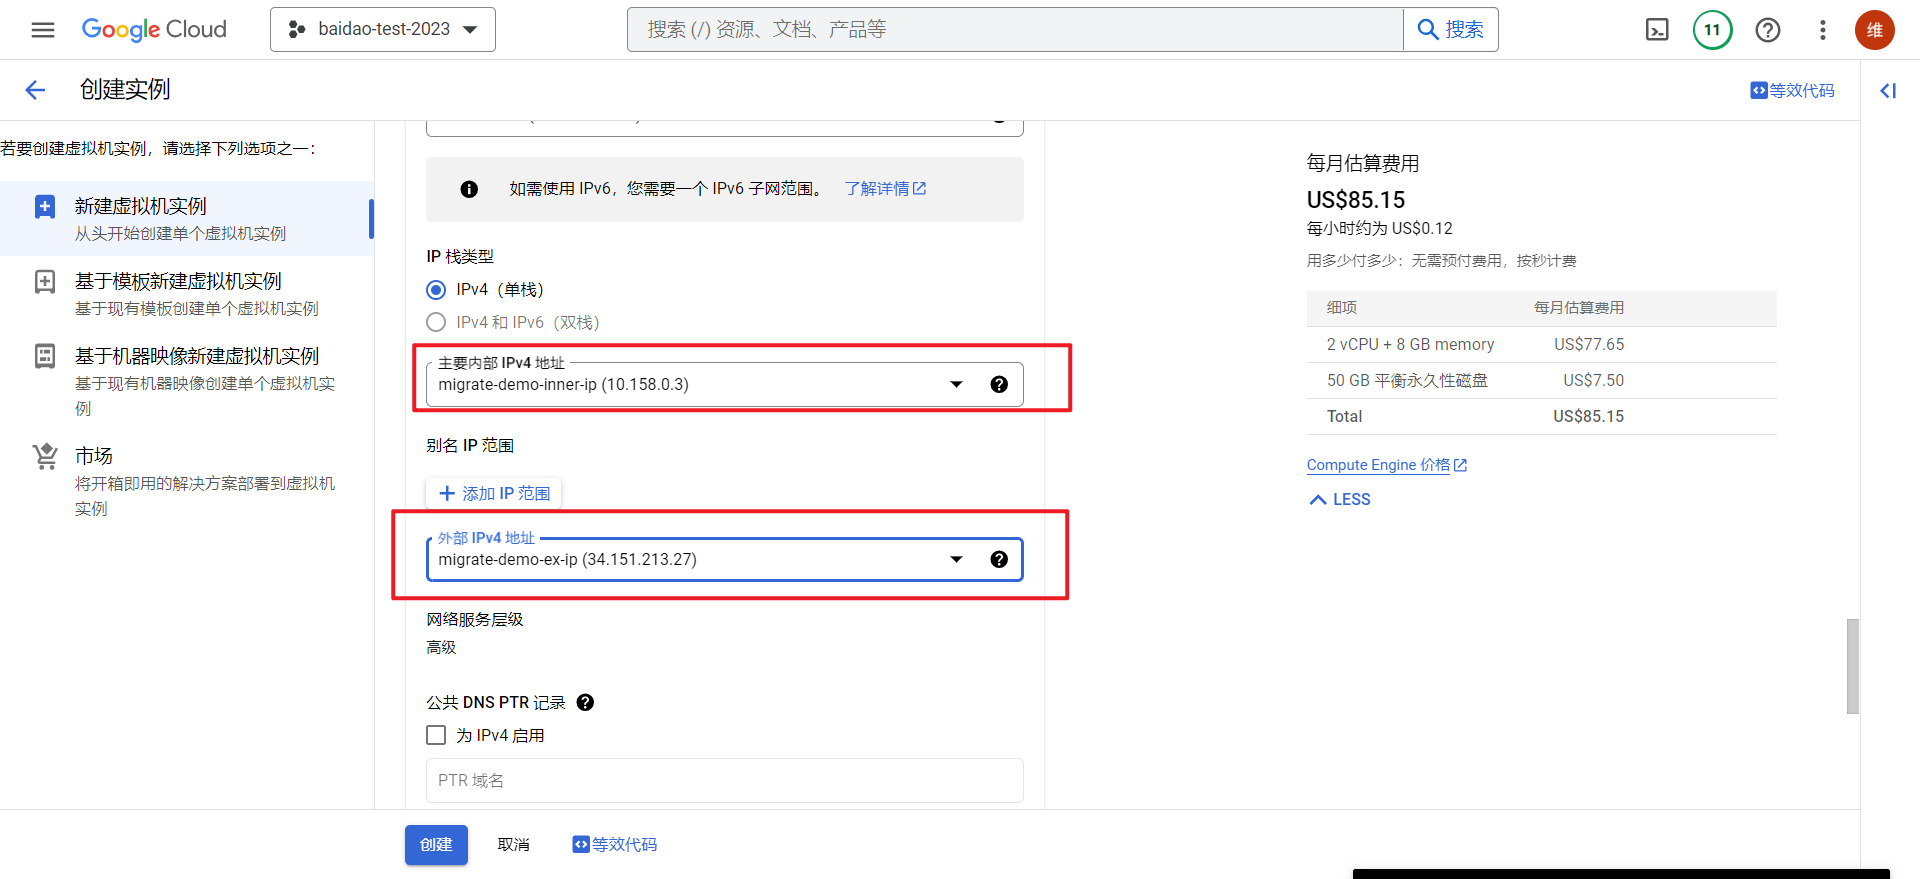 Google Cloud
baidao-test-2023
搜索 (/) 资源、文档、产品等
搜索
11
维
创建实例
等效代码
若要创建虚拟机实例，请选择下列选项之一：
新建虚拟机实例
从头开始创建单个虚拟机实例
基于模板新建虚拟机实例
基于现有模板创建单个虚拟机实例
基于机器映像新建虚拟机实例
基于现有机器映像创建单个虚拟机实
例
市场
将开箱即用的解决方案部署到虚拟机
实例
如需使用 IPv6，您需要一个 IPv6 子网范围。 了解详情
IP 栈类型
IPv4（单栈）
IPv4 和 IPv6（双栈）
主要内部 IPv4 地址
migrate-demo-inner-ip (10.158.0.3)
别名 IP 范围
添加 IP 范围
外部 IPv4 地址
migrate-demo-ex-ip (34.151.213.27)
网络服务层级
高级
公共 DNS PTR 记录
为 IPv4 启用
PTR 域名
创建
取消
等效代码
每月估算费用
US$85.15
每小时约为 US$0.12
用多少付多少：无需预付费用，按秒计费
细项 每月估算费用
2 vCPU + 8 GB memory US$77.65
50 GB 平衡永久性磁盘 US$7.50
Total US$85.15
Compute Engine 价格
LESS